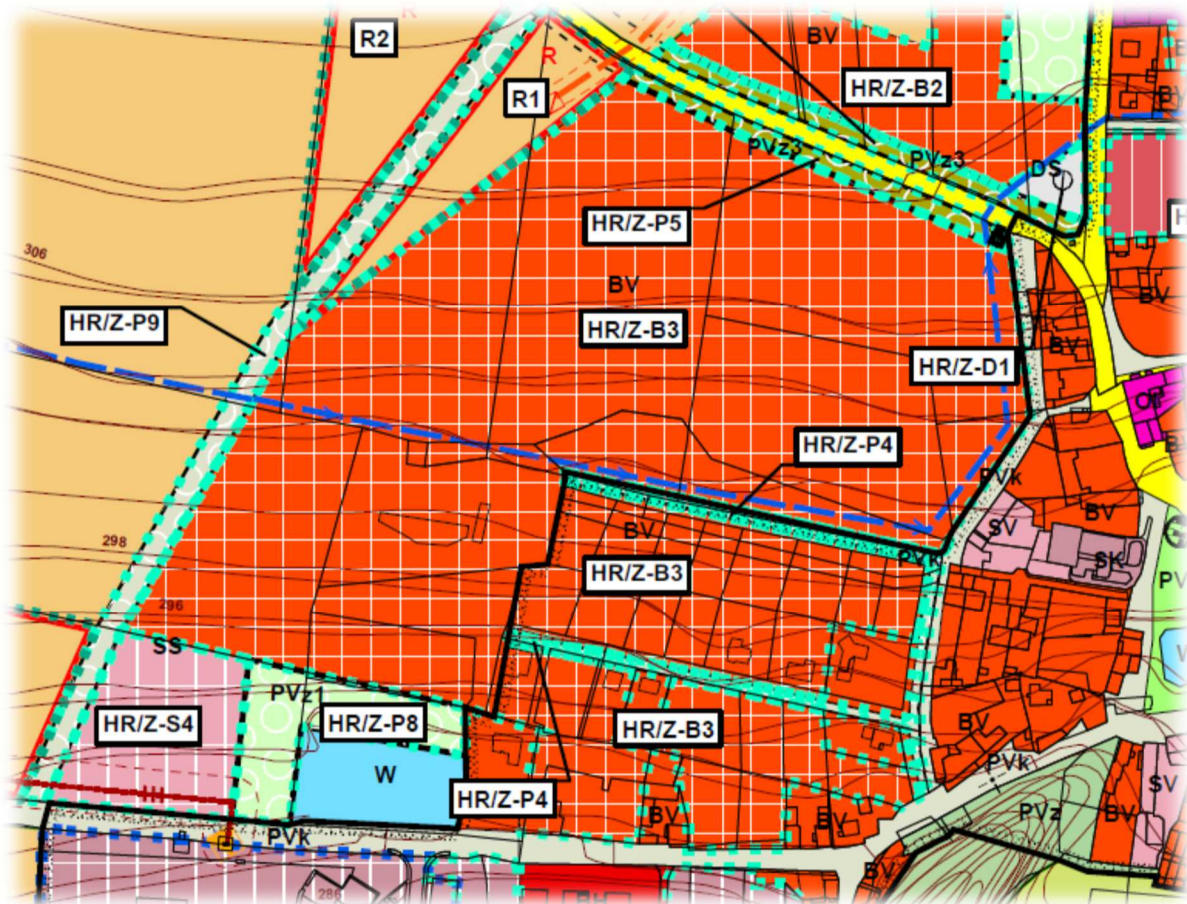 R
R2
BV
R
R1
HR/Z-B2
BV
PVz3
PVz3
DS
HR/Z-P5
306
BV
BV
HR/Z-P9
HR/Z-B3
BV
HR/Z-D1
HR/Z-P4
PVk
BV
SV
298
BV
PVk
SK
HR/Z-B3
PV
296
SS
PVz1
HR/Z-S4
HR/Z-P8
HR/Z-B3
BV
W
PVk
HR/Z-P4
SV
PVz
BV
BV
BV
PVk
BV
286